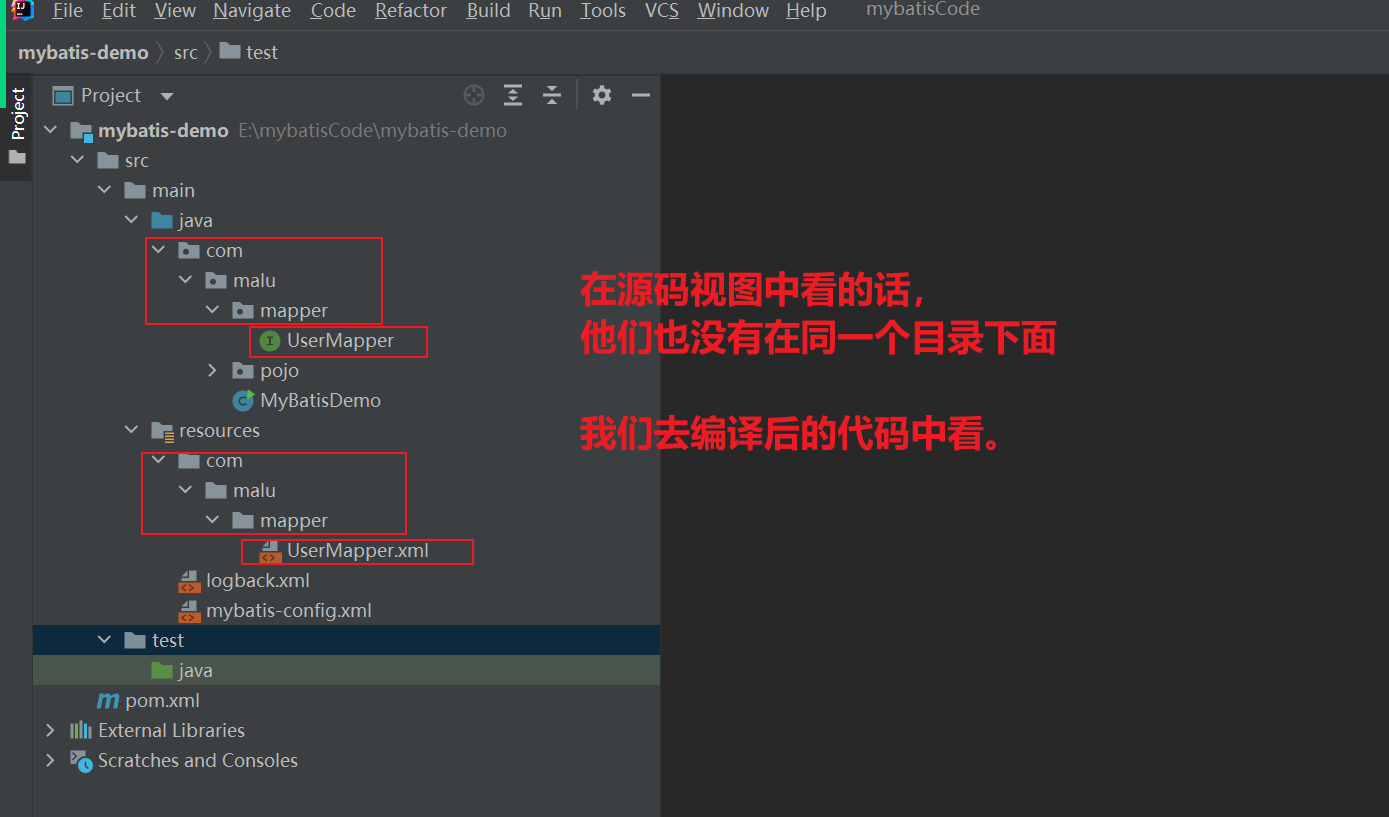 File Edit View Navigate Code Refactor Build Run Tools VCS Window Help mybatisCode
mybatis-demo src test
Project
Project
mybatis-demo E:\mybatisCode\mybatis-demo
src
main
java
com
malu
mapper
UserMapper
pojo
MyBatisDemo
resources
com
malu
mapper
UserMapper.xml
logback.xml
mybatis-config.xml
test
java
pom.xml
External Libraries
Scratches and Consoles
在源码视图中看的话，
他们也没有在同一个目录下面
我们去编译后的代码中看。